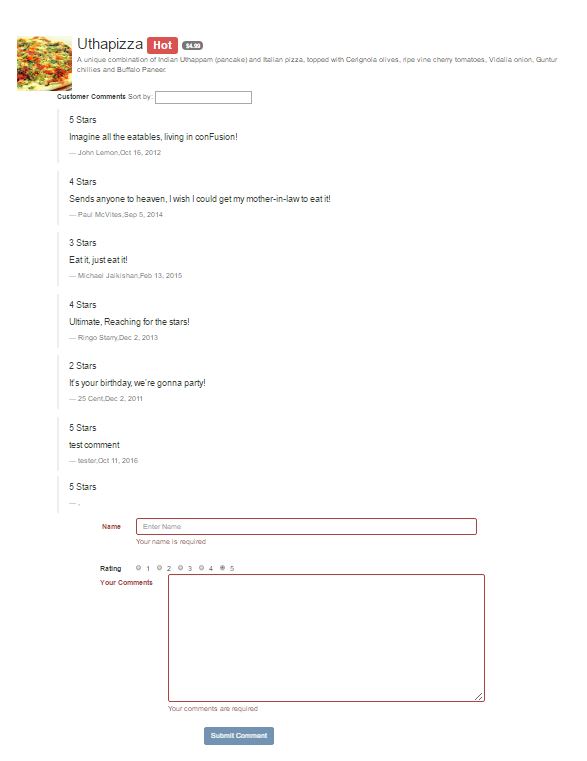 Uthapizza Hot $4.99
A unique combination of Indian Uthappam (pancake) and Italian pizza, topped with Cerignola olives, ripe vine cherry tomatoes, Vidalia onion, Guntur
chillies and Buffalo Paneer.
Customer Comments Sort by:
5 Stars
Imagine all the eatables, living in conFusion!
— John Lemon,Oct 16, 2012
4 Stars
Sends anyone to heaven, I wish I could get my mother-in-law to eat it!
— Paul McVites,Sep 5, 2014
3 Stars
Eat it, just eat it!
— Michael Jaikishan,Feb 13, 2015
4 Stars
Ultimate, Reaching for the stars!
— Ringo Starry,Dec 2, 2013
2 Stars
It's your birthday, we're gonna party!
— 25 Cent,Dec 2, 2011
5 Stars
test comment
— tester,Oct 11, 2016
5 Stars
— ,
Name Enter Name
Your name is required
Rating 1 2 3 4 5
Your Comments
Your comments are required
Submit Comment